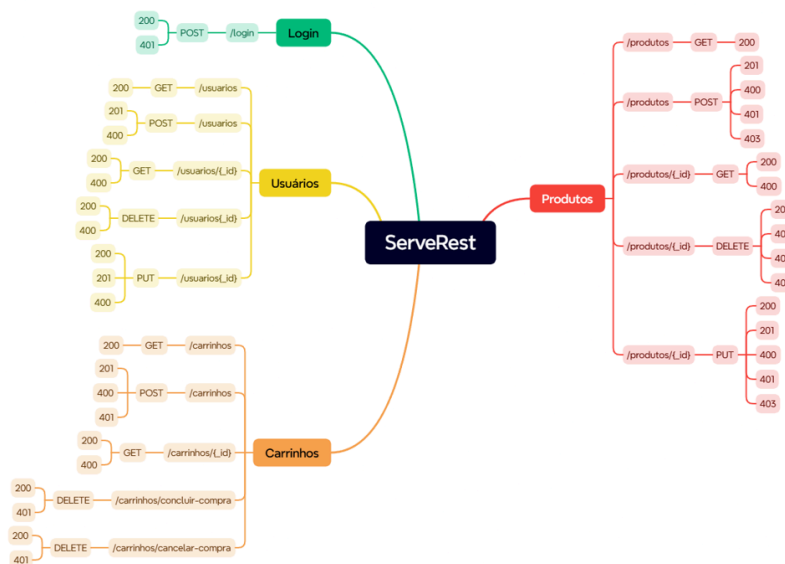 ServeRest
Login
/login
POST
200
401
Usuários
/usuarios
GET
200
/usuarios
POST
201
400
/usuarios/{_id}
GET
200
400
/usuarios{_id}
DELETE
200
400
/usuarios{_id}
PUT
200
201
400
Carrinhos
/carrinhos
GET
200
/carrinhos
POST
201
400
401
/carrinhos/{_id}
GET
200
400
/carrinhos/concluir-compra
DELETE
200
401
/carrinhos/cancelar-compra
DELETE
200
401
Produtos
/produtos
GET
200
/produtos
POST
201
400
401
403
/produtos/{_id}
GET
200
400
/produtos/{_id}
DELETE
/produtos/{_id}
PUT
200
201
400
401
403